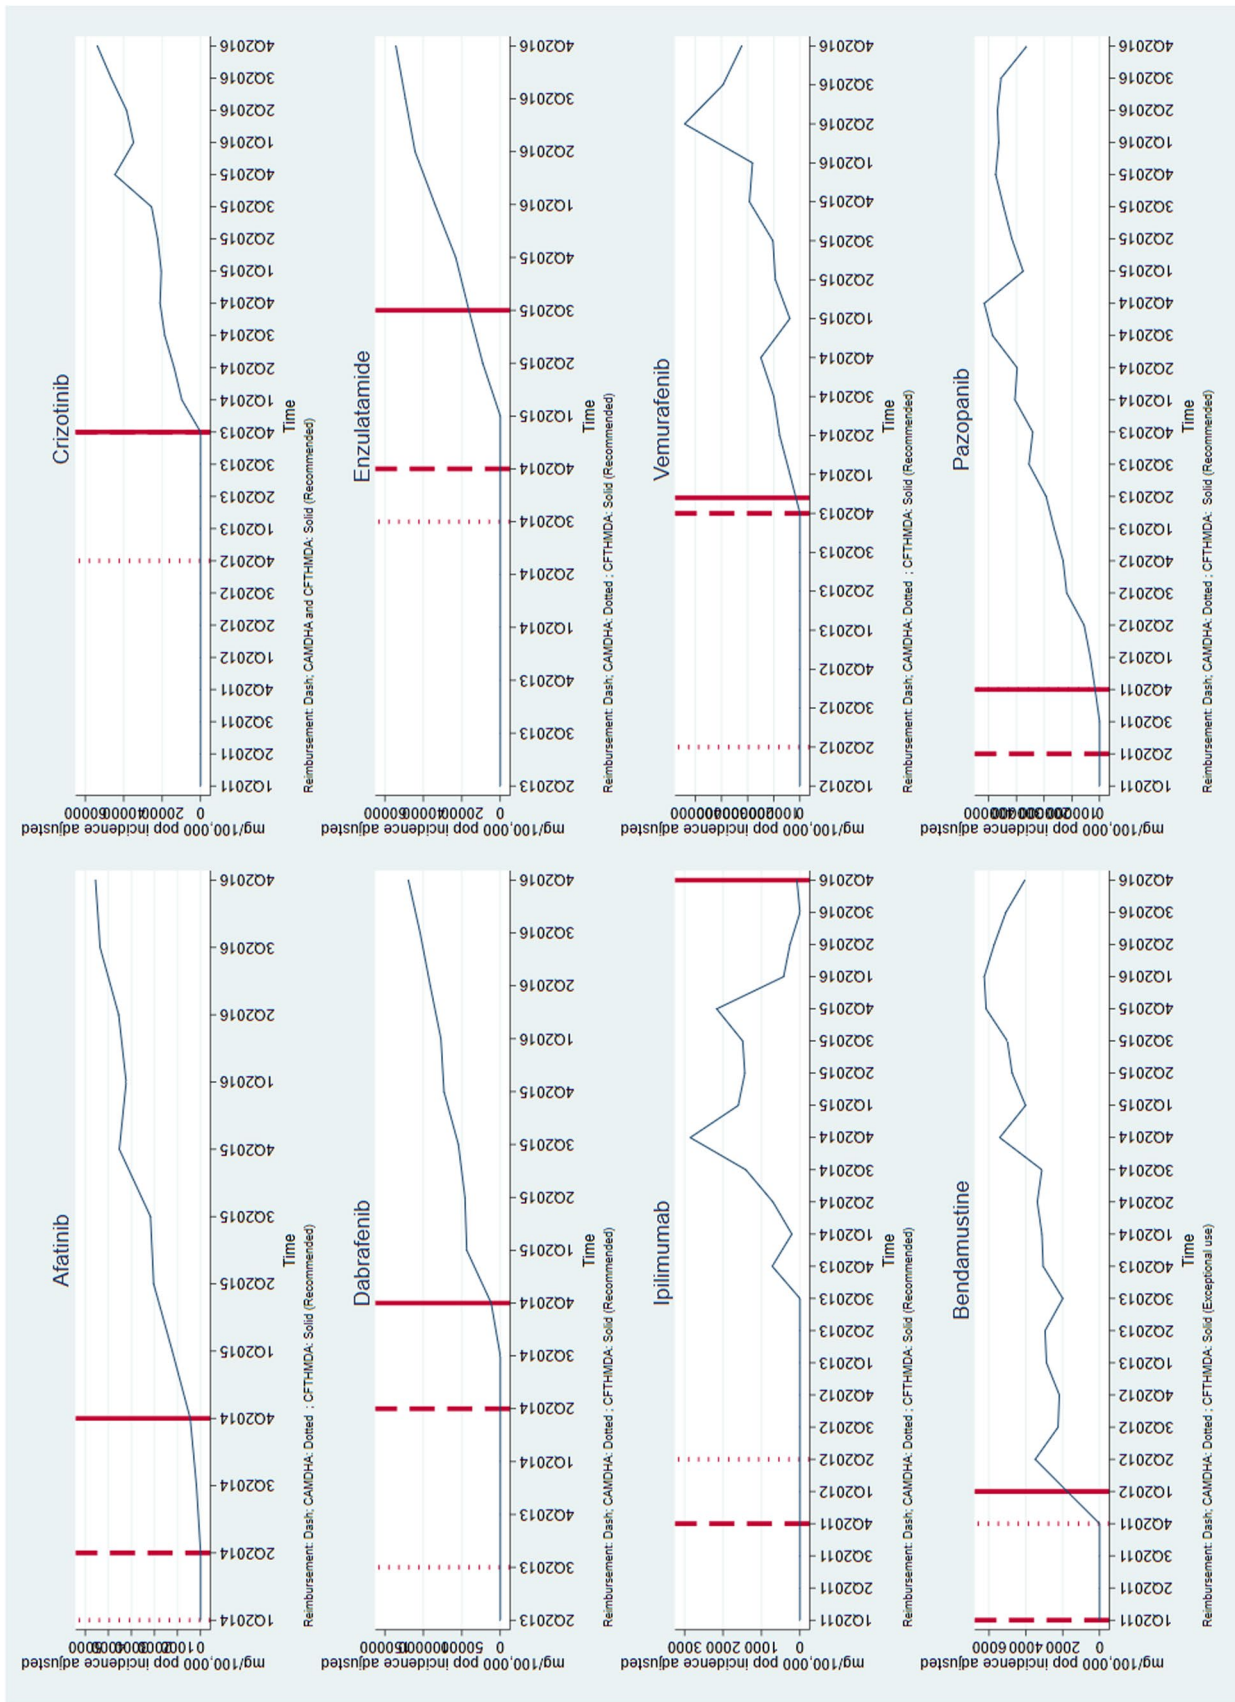 Afatinib
mg/100,000 pop incidence adjusted
0
1Q2014 2Q2014 3Q2014 4Q2014 1Q2015 2Q2015 3Q2015 4Q2015 1Q2016 2Q2016 3Q2016 4Q2016
Time
Reimbursement: Dash; CAMDHA: Dotted ; CFTHMDA: Solid (Recommended)
Crizotinib
mg/100,000 pop incidence adjusted
0 20000 40000 60000
1Q2011 2Q2011 3Q2011 4Q2011 1Q2012 2Q2012 3Q2012 4Q2012 1Q2013 2Q2013 3Q2013 4Q2013 1Q2014 2Q2014 3Q2014 4Q2014 1Q2015 2Q2015 3Q2015 4Q2015 1Q2016 2Q2016 3Q2016 4Q2016
Time
Reimbursement: Dash; CAMDHA and CFTHMDA: Solid (Recommended)
Dabrafenib
mg/100,000 pop incidence adjusted
0 5000 10000 15000
2Q2013 3Q2013 4Q2013 1Q2014 2Q2014 3Q2014 4Q2014 1Q2015 2Q2015 3Q2015 4Q2015 1Q2016 2Q2016 3Q2016 4Q2016
Time
Reimbursement: Dash; CAMDHA: Dotted ; CFTHMDA: Solid (Recommended)
Enzulatamide
mg/100,000 pop incidence adjusted
0
2Q2013 3Q2013 4Q2013 1Q2014 2Q2014 3Q2014 4Q2014 1Q2015 2Q2015 3Q2015 4Q2015 1Q2016 2Q2016 3Q2016 4Q2016
Time
Reimbursement: Dash; CAMDHA: Dotted ; CFTHMDA: Solid (Recommended)
Ipilimumab
mg/100,000 pop incidence adjusted
0 1000 2000 3000
1Q2011 2Q2011 3Q2011 4Q2011 1Q2012 2Q2012 3Q2012 4Q2012 1Q2013 2Q2013 3Q2013 4Q2013 1Q2014 2Q2014 3Q2014 4Q2014 1Q2015 2Q2015 3Q2015 4Q2015 1Q2016 2Q2016 3Q2016 4Q2016
Time
Reimbursement: Dash; CAMDHA: Dotted ; CFTHMDA: Solid (Recommended)
Vemurafenib
mg/100,000 pop incidence adjusted
0
1Q2012 2Q2012 3Q2012 4Q2012 1Q2013 2Q2013 3Q2013 4Q2013 1Q2014 2Q2014 3Q2014 4Q2014 1Q2015 2Q2015 3Q2015 4Q2015 1Q2016 2Q2016 3Q2016 4Q2016
Time
Reimbursement: Dash; CAMDHA: Dotted ; CFTHMDA: Solid (Recommended)
Bendamustine
mg/100,000 pop incidence adjusted
0 2000 4000 6000
1Q2011 2Q2011 3Q2011 4Q2011 1Q2012 2Q2012 3Q2012 4Q2012 1Q2013 2Q2013 3Q2013 4Q2013 1Q2014 2Q2014 3Q2014 4Q2014 1Q2015 2Q2015 3Q2015 4Q2015 1Q2016 2Q2016 3Q2016 4Q2016
Time
Reimbursement: Dash; CAMDHA: Dotted ; CFTHMDA: Solid (Exceptional use)
Pazopanib
mg/100,000 pop incidence adjusted
0
1Q2011 2Q2011 3Q2011 4Q2011 1Q2012 2Q2012 3Q2012 4Q2012 1Q2013 2Q2013 3Q2013 4Q2013 1Q2014 2Q2014 3Q2014 4Q2014 1Q2015 2Q2015 3Q2015 4Q2015 1Q2016 2Q2016 3Q2016 4Q2016
Time
Reimbursement: Dash; CAMDHA: Dotted ; CFTHMDA: Solid (Recommended)